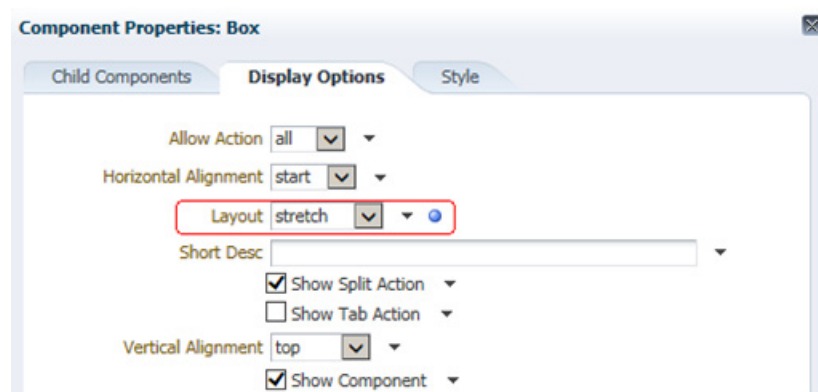 Component Properties: Box
Child Components Display Options Style
Allow Action all
Horizontal Alignment start
Layout stretch
Short Desc
Show Split Action
Show Tab Action
Vertical Alignment top
Show Component